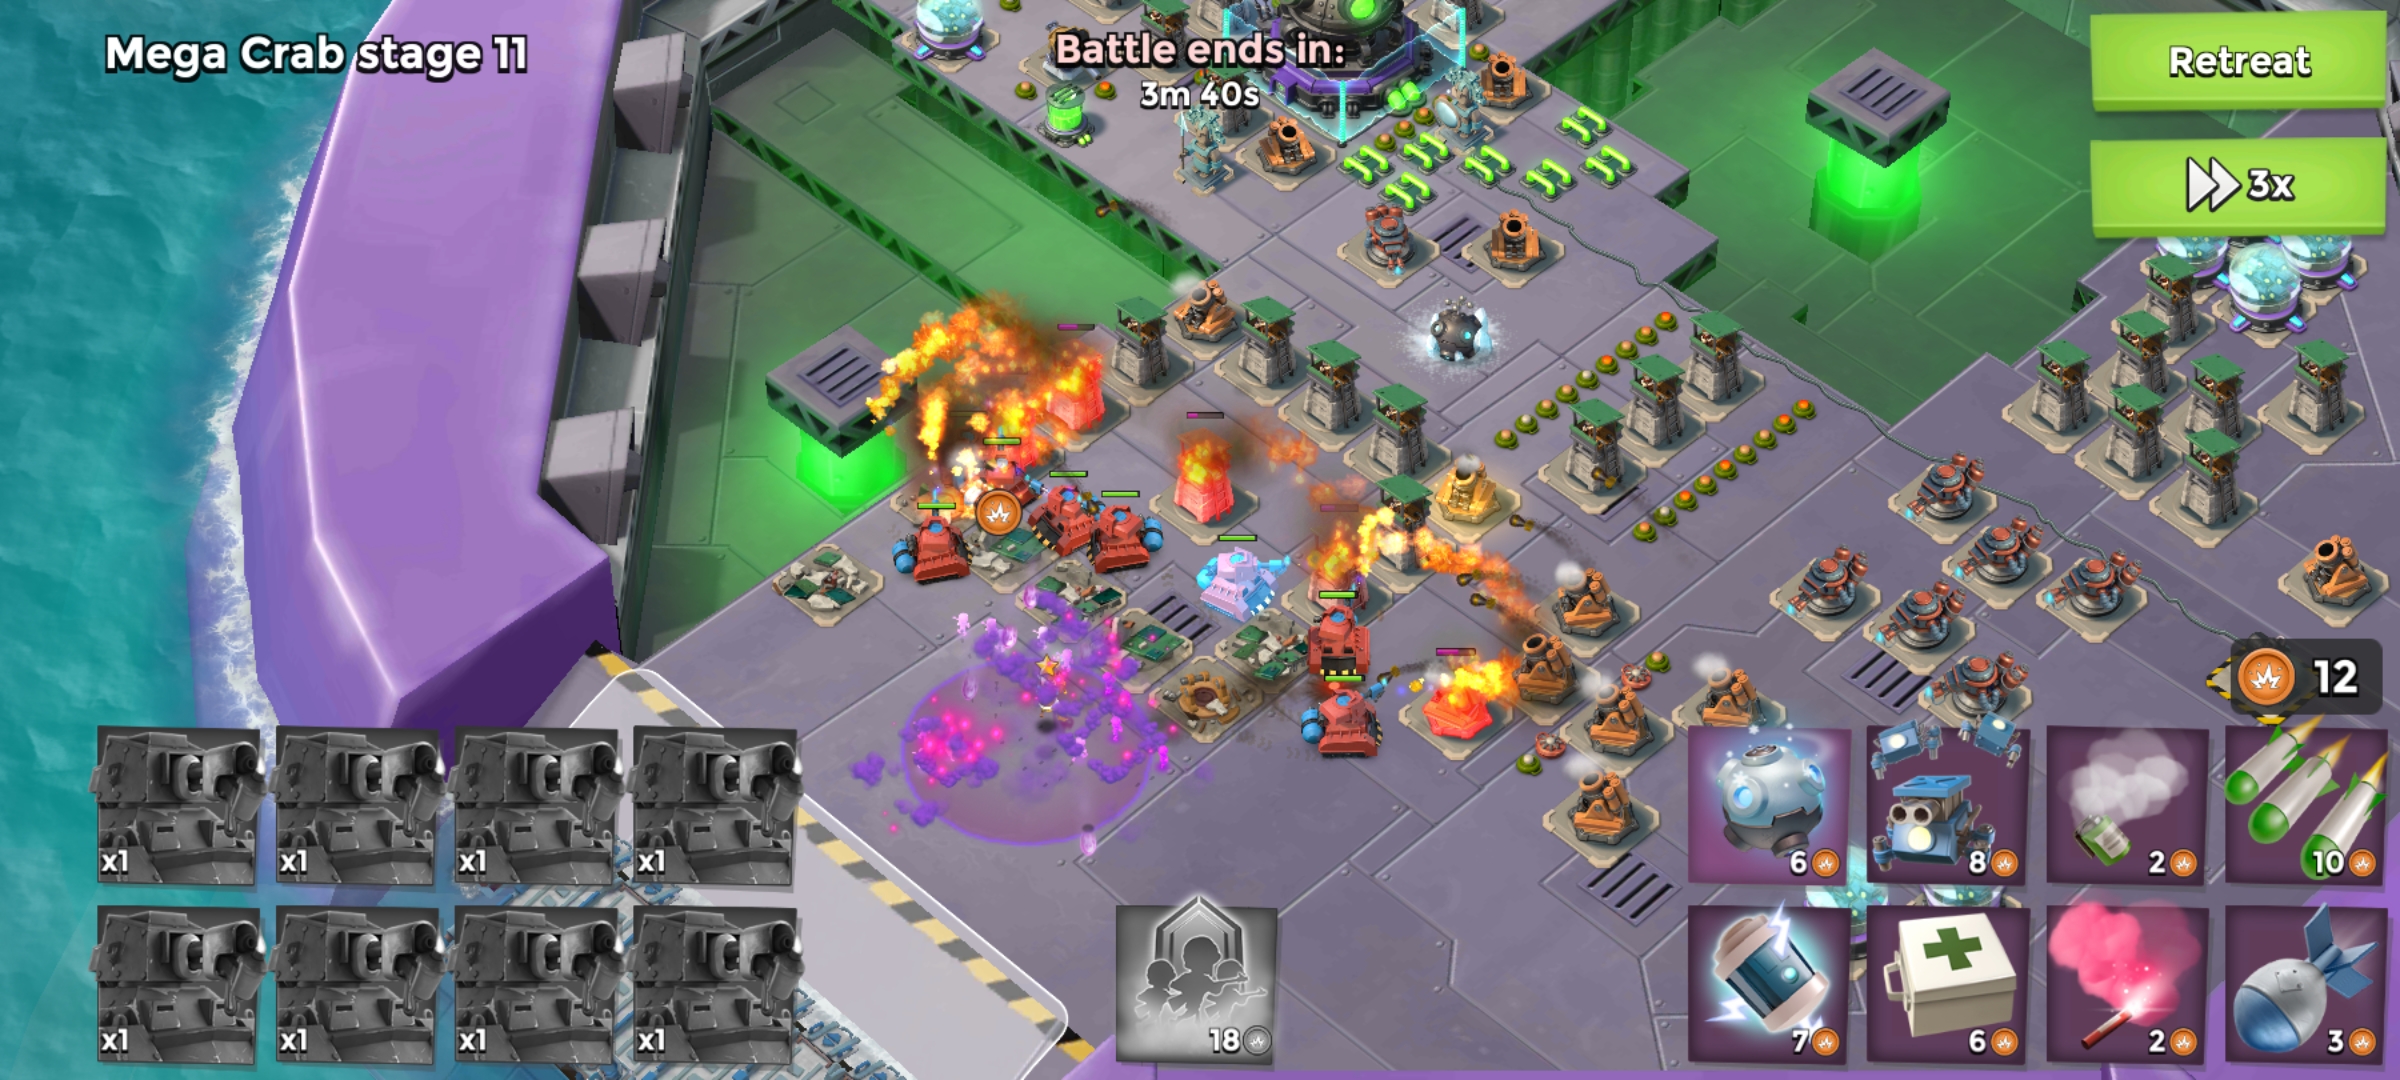 Mega Crab stage 11
Battle ends in:
3m 40s
Retreat
3x
12
x1
x1
x1
x1
6
8
2
10
x1
x1
x1
x1
18
7
6
2
3